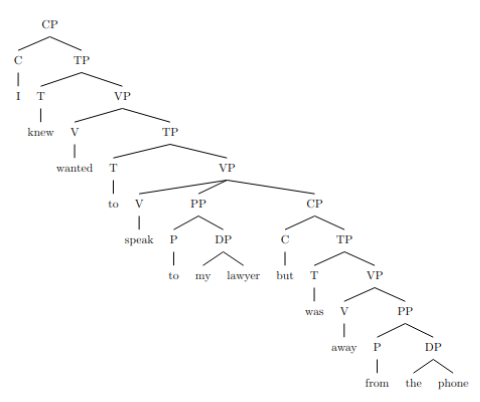 CP
C TP
I T VP
knew V TP
wanted T VP
to V PP CP
speak P DP C TP
to my lawyer but T VP
was V PP
away P DP
from the phone